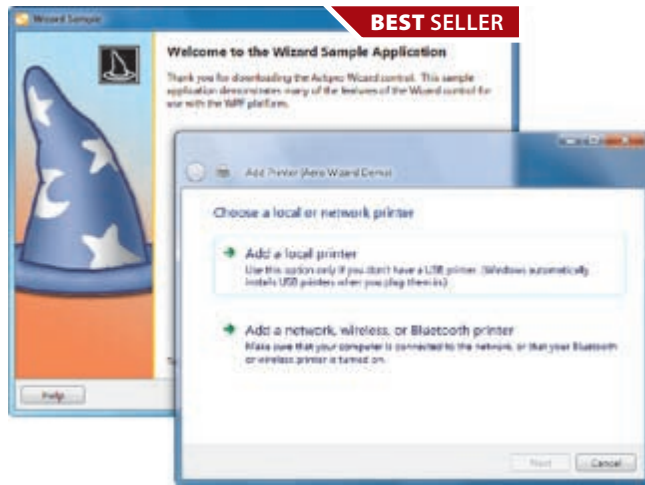 BEST SELLER
Wizard Sample
Welcome to the Wizard Sample Application
Thank you for downloading the Actipro Wizard control. This sample
application demonstrates many of the features of the Wizard control for
use with the WPF platform.
Add Printer (Aero Wizard Demo)
Choose a local or network printer
Add a local printer
Use this option only if you don't have a USB printer. (Windows automatically
installs USB printers when you plug them in.)
Add a network, wireless, or Bluetooth printer
Make sure that your computer is connected to the network, or that your Bluetooth
or wireless printer is turned on.
Help
Next
Cancel